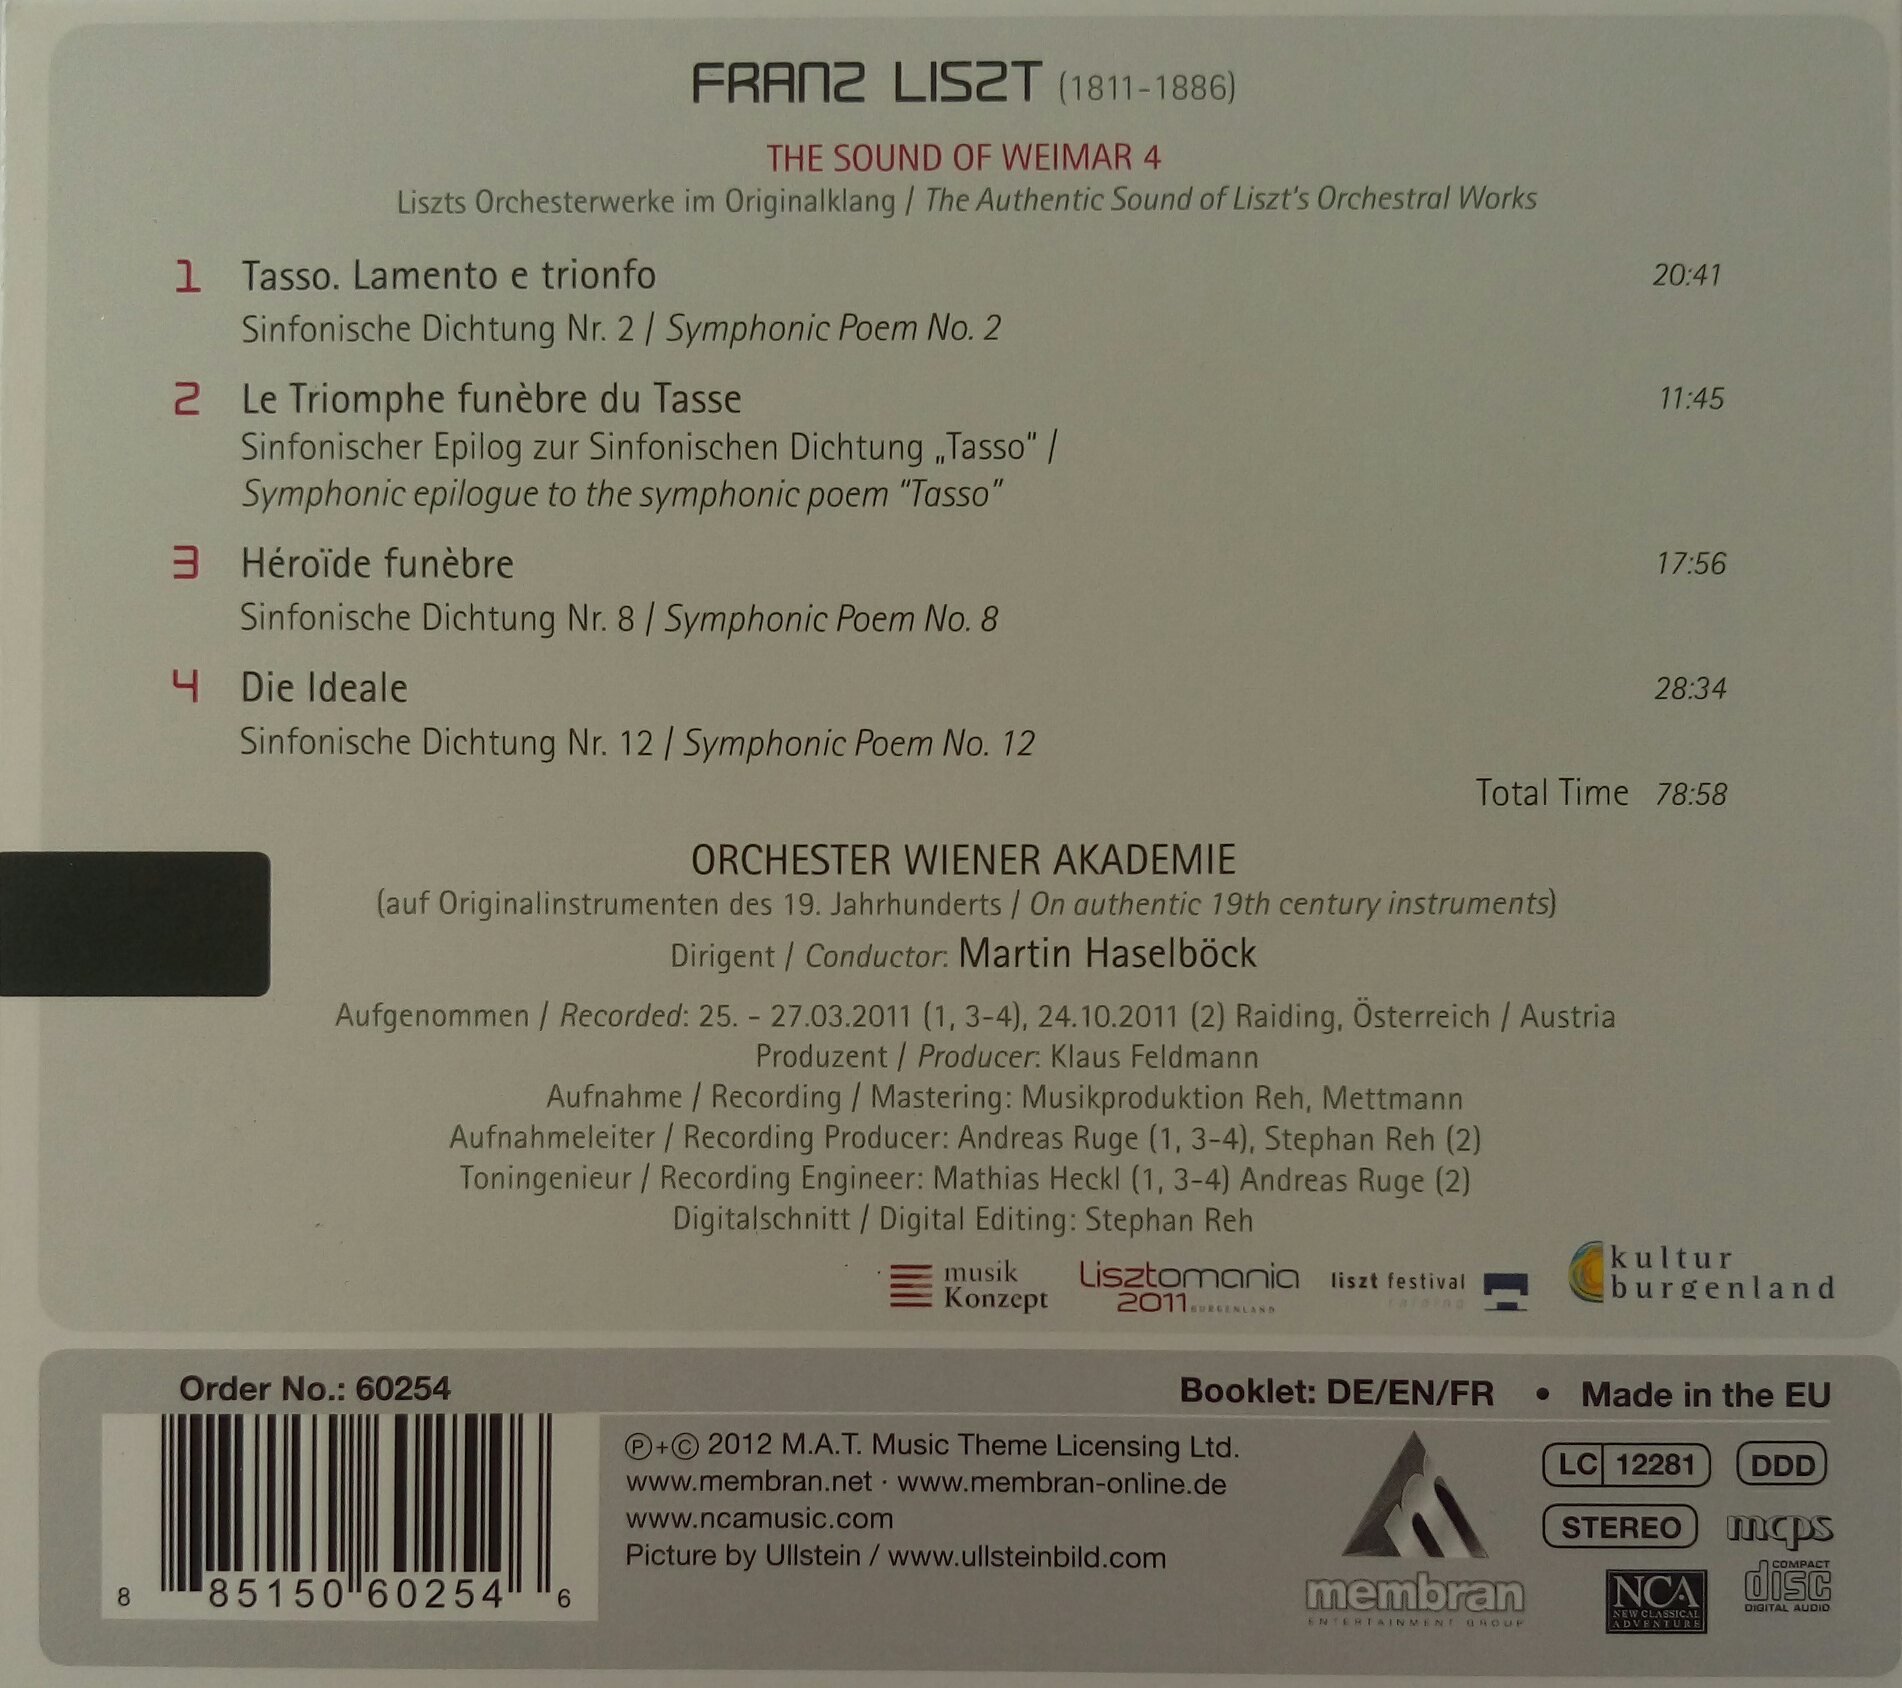 FRANZ LISZT (1811-1886)
THE SOUND OF WEIMAR 4
Liszts Orchesterwerke im Originalklang / The Authentic Sound of Liszt's Orchestral Works
1 Tasso. Lamento e trionfo 20:41
Sinfonische Dichtung Nr. 2 / Symphonic Poem No. 2
2 Le Triomphe funèbre du Tasse 11:45
Sinfonischer Epilog zur Sinfonischen Dichtung „Tasso" /
Symphonic epilogue to the symphonic poem "Tasso"
3 Héroïde funèbre 17:56
Sinfonische Dichtung Nr. 8 / Symphonic Poem No. 8
4 Die Ideale 28:34
Sinfonische Dichtung Nr. 12 / Symphonic Poem No. 12
Total Time 78:58
ORCHESTER WIENER AKADEMIE
(auf Originalinstrumenten des 19. Jahrhunderts / On authentic 19th century instruments)
Dirigent / Conductor: Martin Haselböck
Aufgenommen / Recorded: 25. - 27.03.2011 (1, 3-4), 24.10.2011 (2) Raiding, Österreich / Austria
Produzent / Producer: Klaus Feldmann
Aufnahme / Recording / Mastering: Musikproduktion Reh, Mettmann
Aufnahmeleiter / Recording Producer: Andreas Ruge (1, 3-4), Stephan Reh (2)
Toningenieur / Recording Engineer: Mathias Heckl (1, 3-4) Andreas Ruge (2)
Digitalschnitt / Digital Editing: Stephan Reh
musik
Konzept
Lisztomania
2011 BURGENLAND
liszt festival
raiding
kultur
burgenland
Order No.: 60254
Booklet: DE/EN/FR • Made in the EU
8 85150 60254 6
℗+© 2012 M.A.T. Music Theme Licensing Ltd.
www.membran.net · www.membran-online.de
www.ncamusic.com
Picture by Ullstein / www.ullsteinbild.com
membran
ENTERTAINMENT GROUP
LC 12281
DDD
STEREO
mcps
NCA
NEW CLASSICAL
ADVENTURE
COMPACT
disc
DIGITAL AUDIO